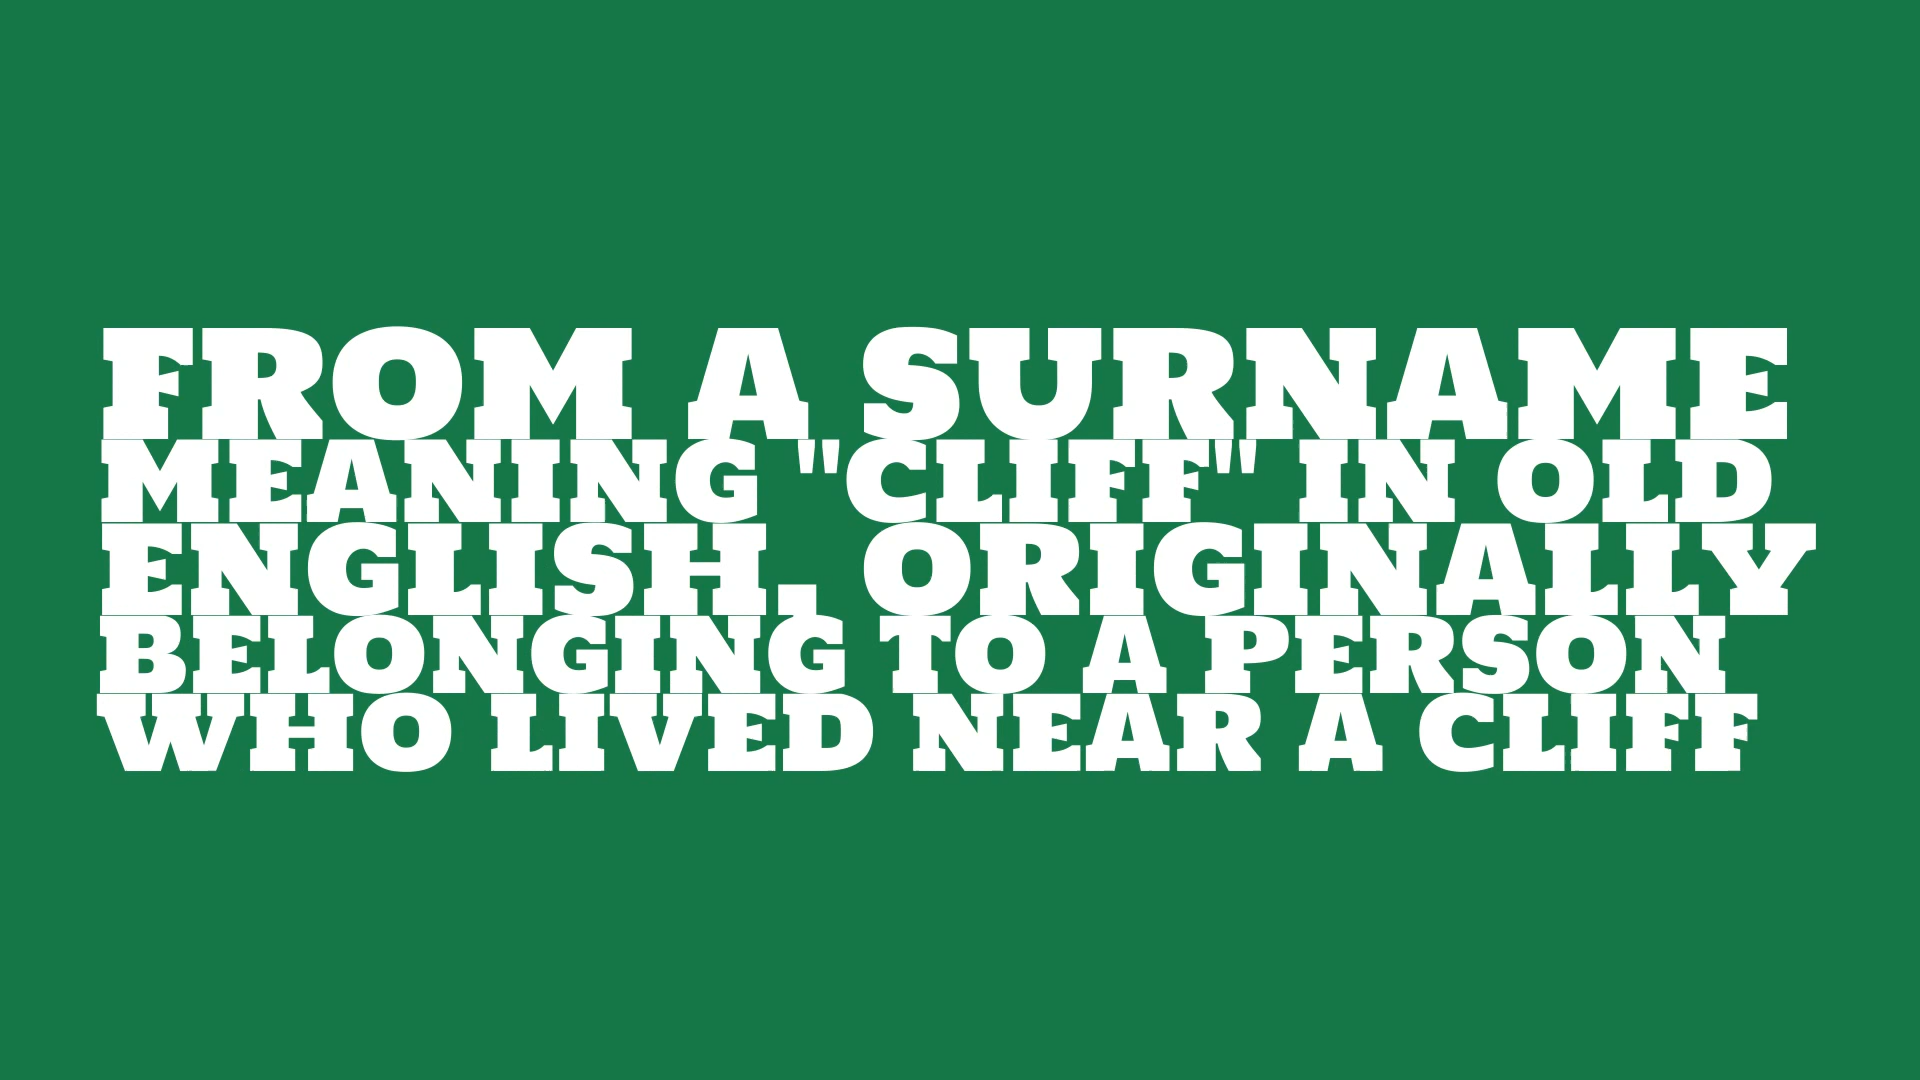 FROM A SURNAME
MEANING "CLIFF" IN OLD
ENGLISH, ORIGINALLY
BELONGING TO A PERSON
WHO LIVED NEAR A CLIFF